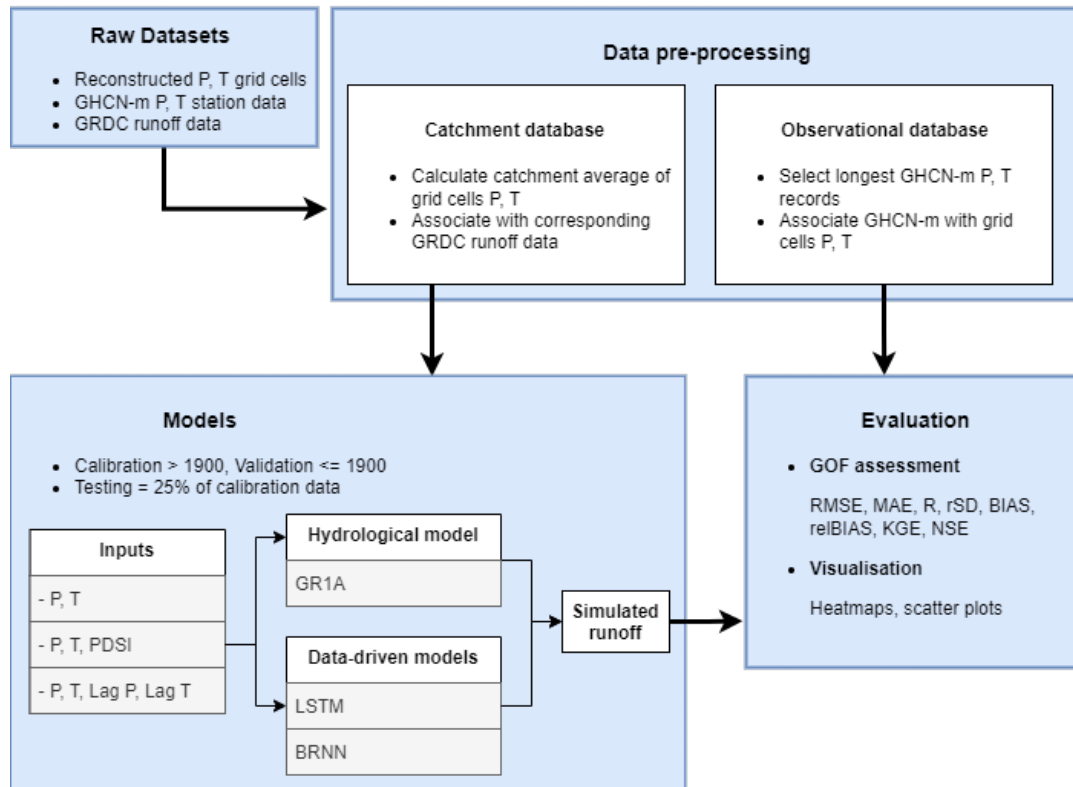 Raw Datasets
• Reconstructed P, T grid cells
• GHCN-m P, T station data
• GRDC runoff data
Data pre-processing
Catchment database
• Calculate catchment average of
grid cells P, T
• Associate with corresponding
GRDC runoff data
Observational database
• Select longest GHCN-m P, T
records
• Associate GHCN-m with grid
cells P, T
Models
• Calibration > 1900, Validation <= 1900
• Testing = 25% of calibration data
Inputs
- P, T
- P, T, PDSI
- P, T, Lag P, Lag T
Hydrological model
GR1A
Data-driven models
LSTM
BRNN
Simulated
runoff
Evaluation
• GOF assessment
RMSE, MAE, R, rSD, BIAS,
relBIAS, KGE, NSE
• Visualisation
Heatmaps, scatter plots